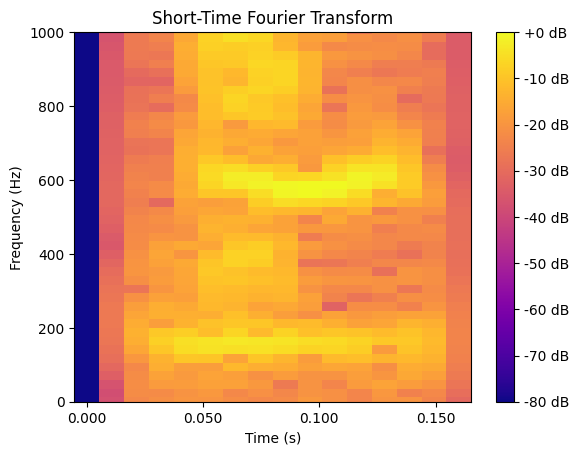 Short-Time Fourier Transform
Frequency (Hz)
1000
800
600
400
200
0
0.000
0.050
0.100
0.150
Time (s)
+0 dB
-10 dB
-20 dB
-30 dB
-40 dB
-50 dB
-60 dB
-70 dB
-80 dB